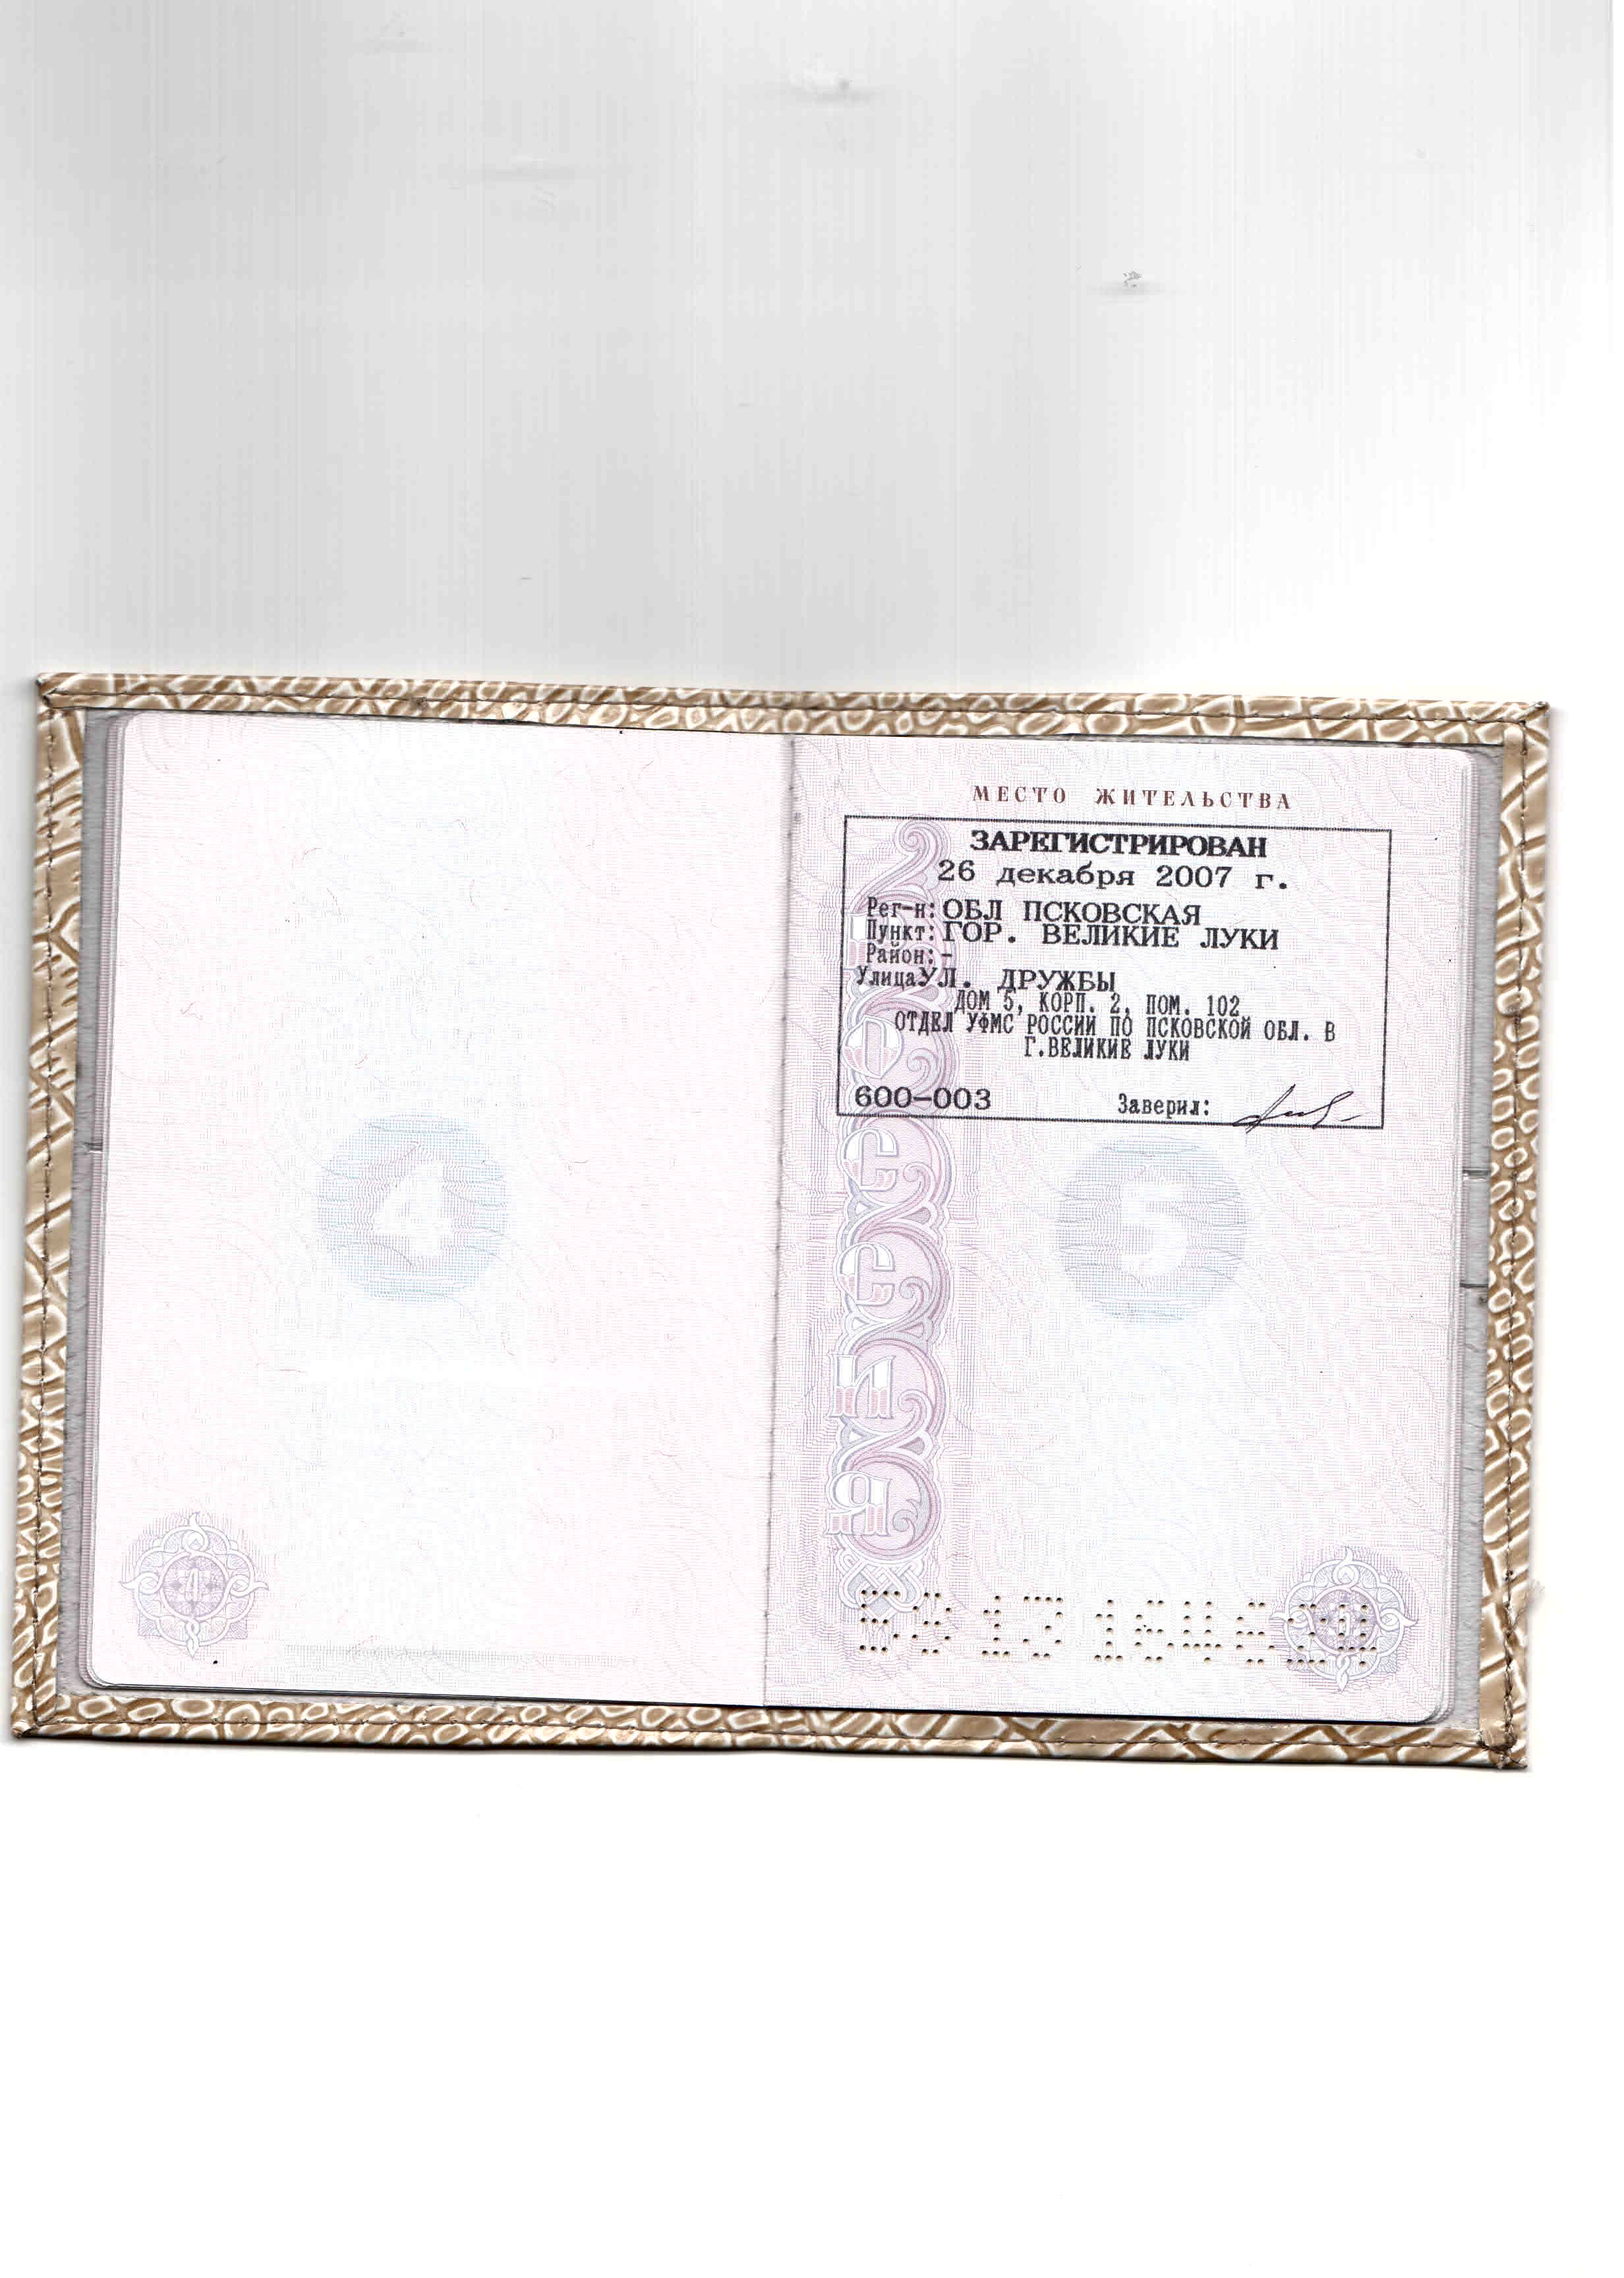 4
МЕСТО ЖИТЕЛЬСТВА
ЗАРЕГИСТРИРОВАН
26 декабря 2007 г.
Рег-н: ОБЛ ПСКОВСКАЯ
Пункт: ГОР. ВЕЛИКИЕ ЛУКИ
Район: -
Улица УЛ. ДРУЖБЫ
ДОМ 5, КОРП. 2, ПОМ. 102
ОТДЕЛ УФМС РОССИИ ПО ПСКОВСКОЙ ОБЛ. В
Г.ВЕЛИКИЕ ЛУКИ
600-003 Заверил:
РОССИЯ
5